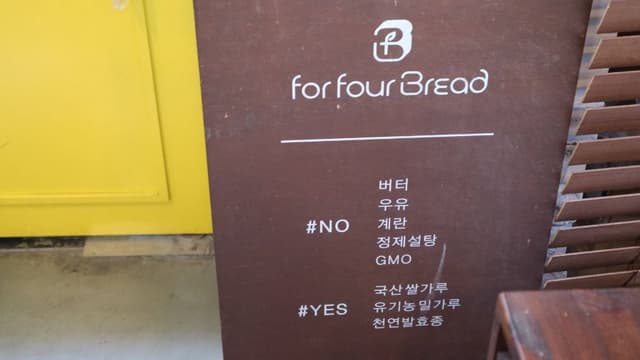 for four Bread
#NO
버터
우유
계란
정제설탕
GMO
#YES
국산쌀가루
유기농밀가루
천연발효종